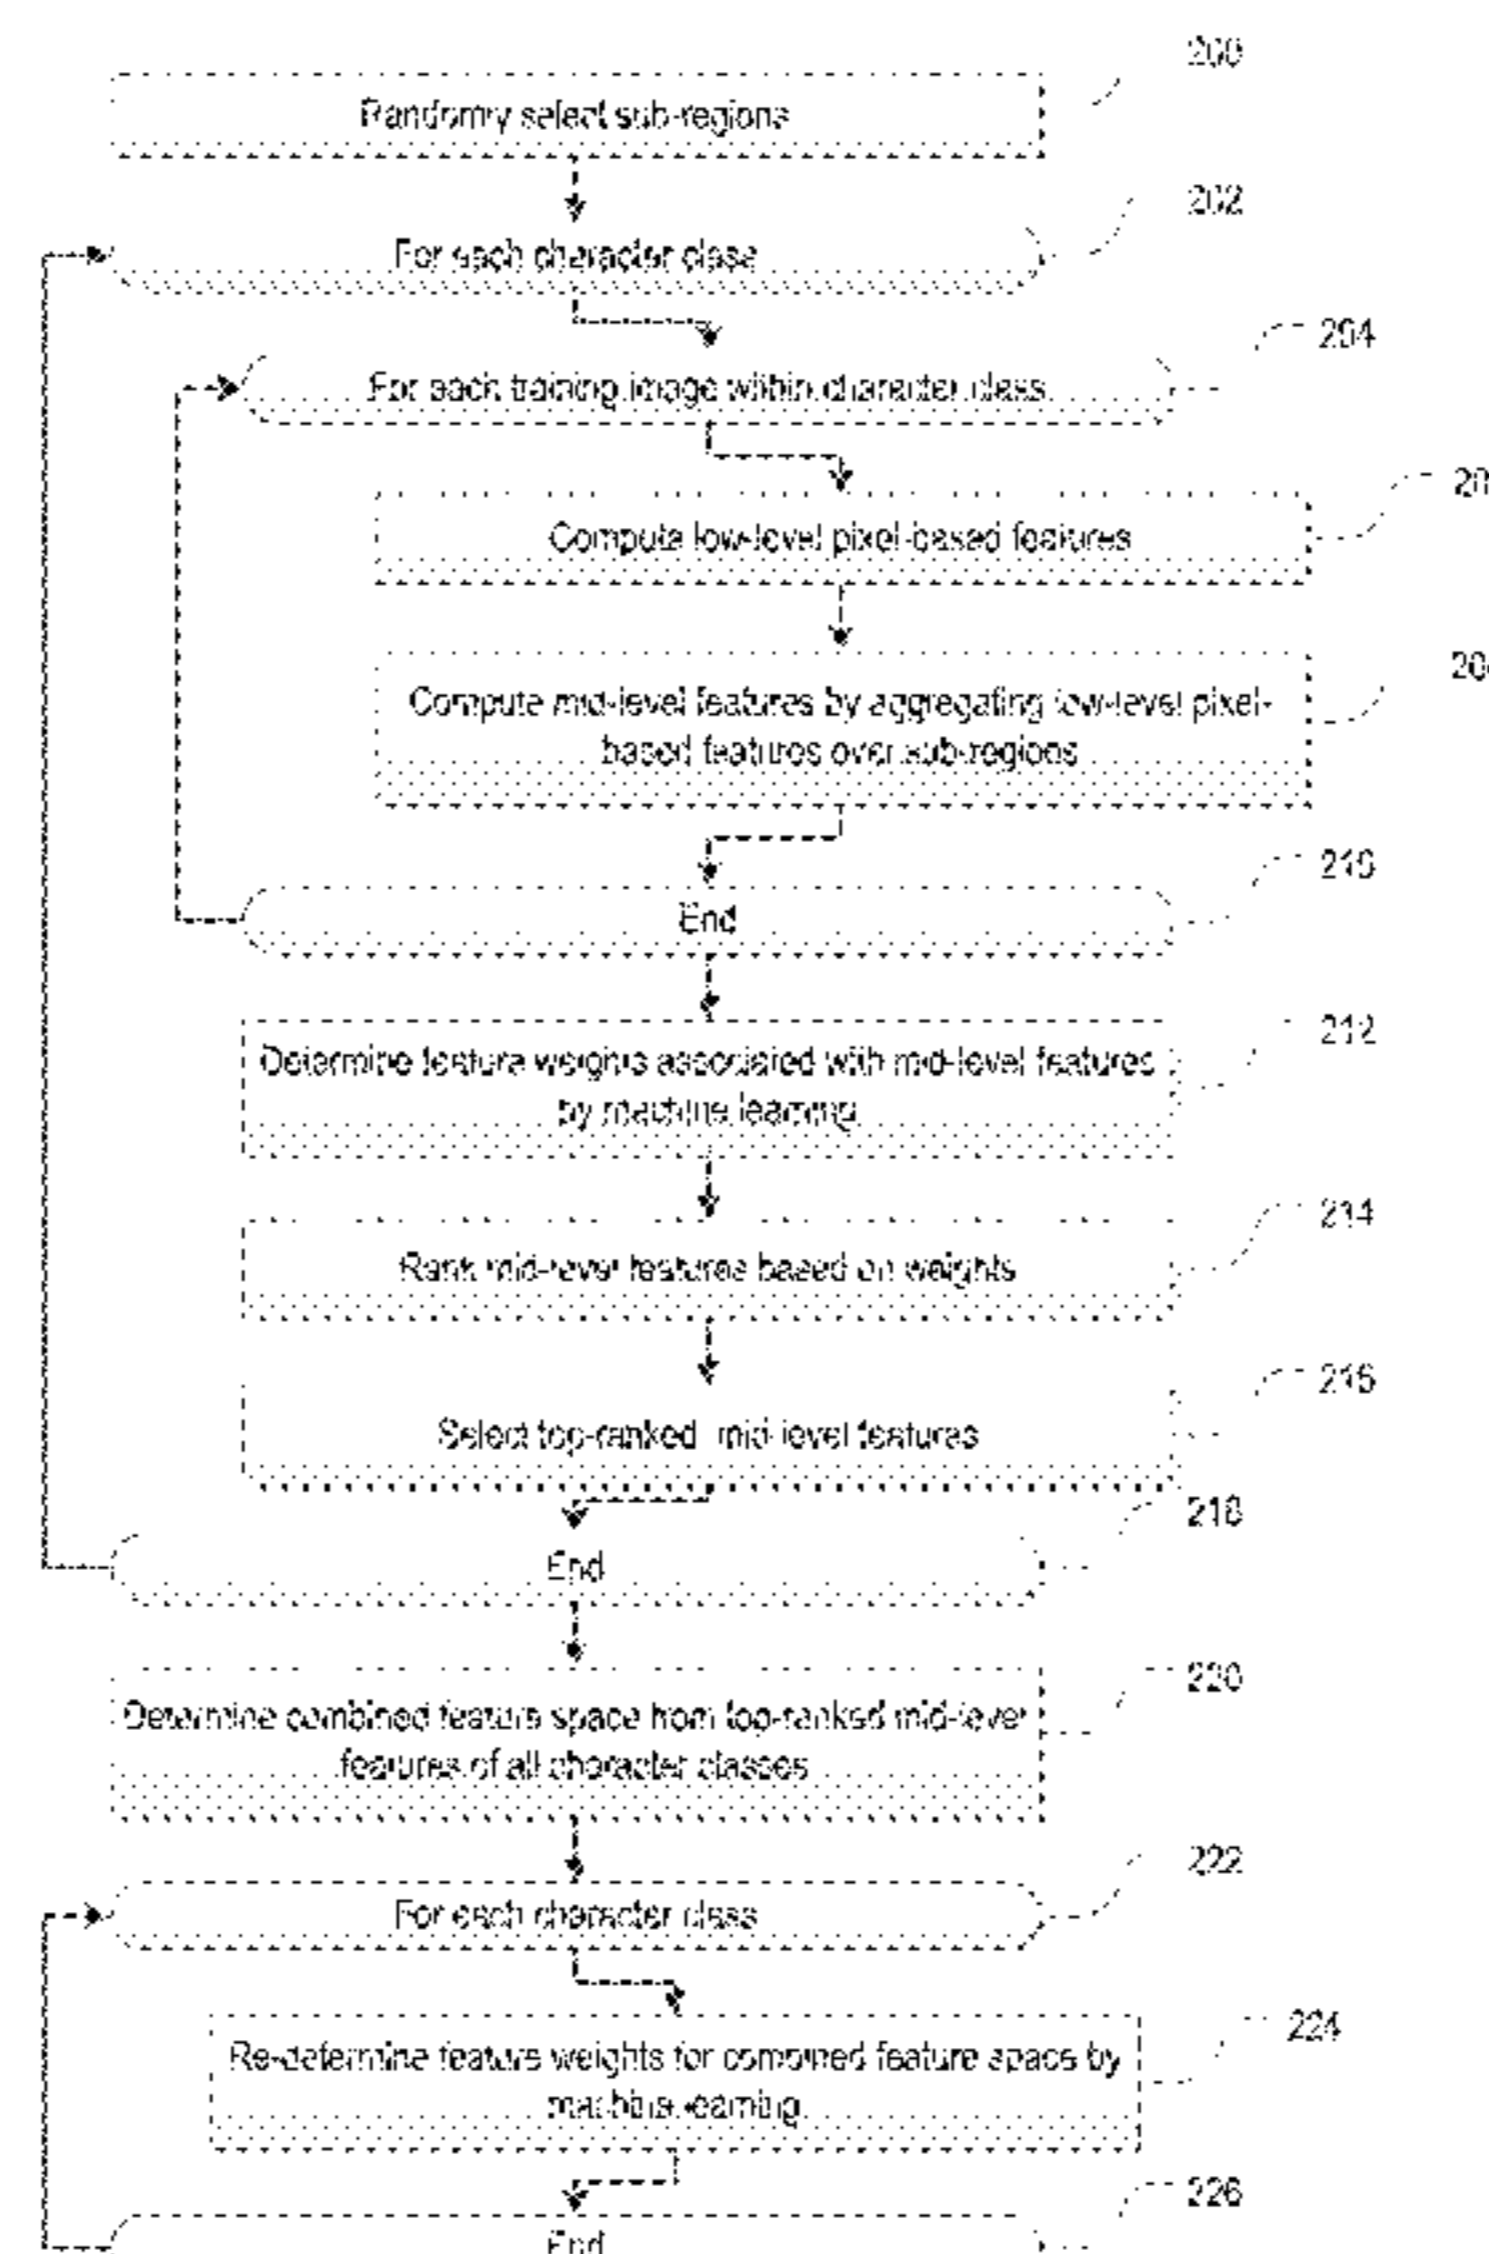 200
Randomly select sub-regions
202
For each character class
204
For each training image within character class
20
Compute low-level pixel-based features
20
Compute mid-level features by aggregating low-level pixel-
based features over sub-regions
210
End
212
Determine feature weights associated with mid-level features
by machine learning
214
Rank mid-level features based on weights
216
Select top-ranked mid-level features
218
End
220
Determine combined feature space from top-ranked mid-level
features of all character classes
222
For each character class
224
Re-determine feature weights for combined feature space by
machine learning
226
End